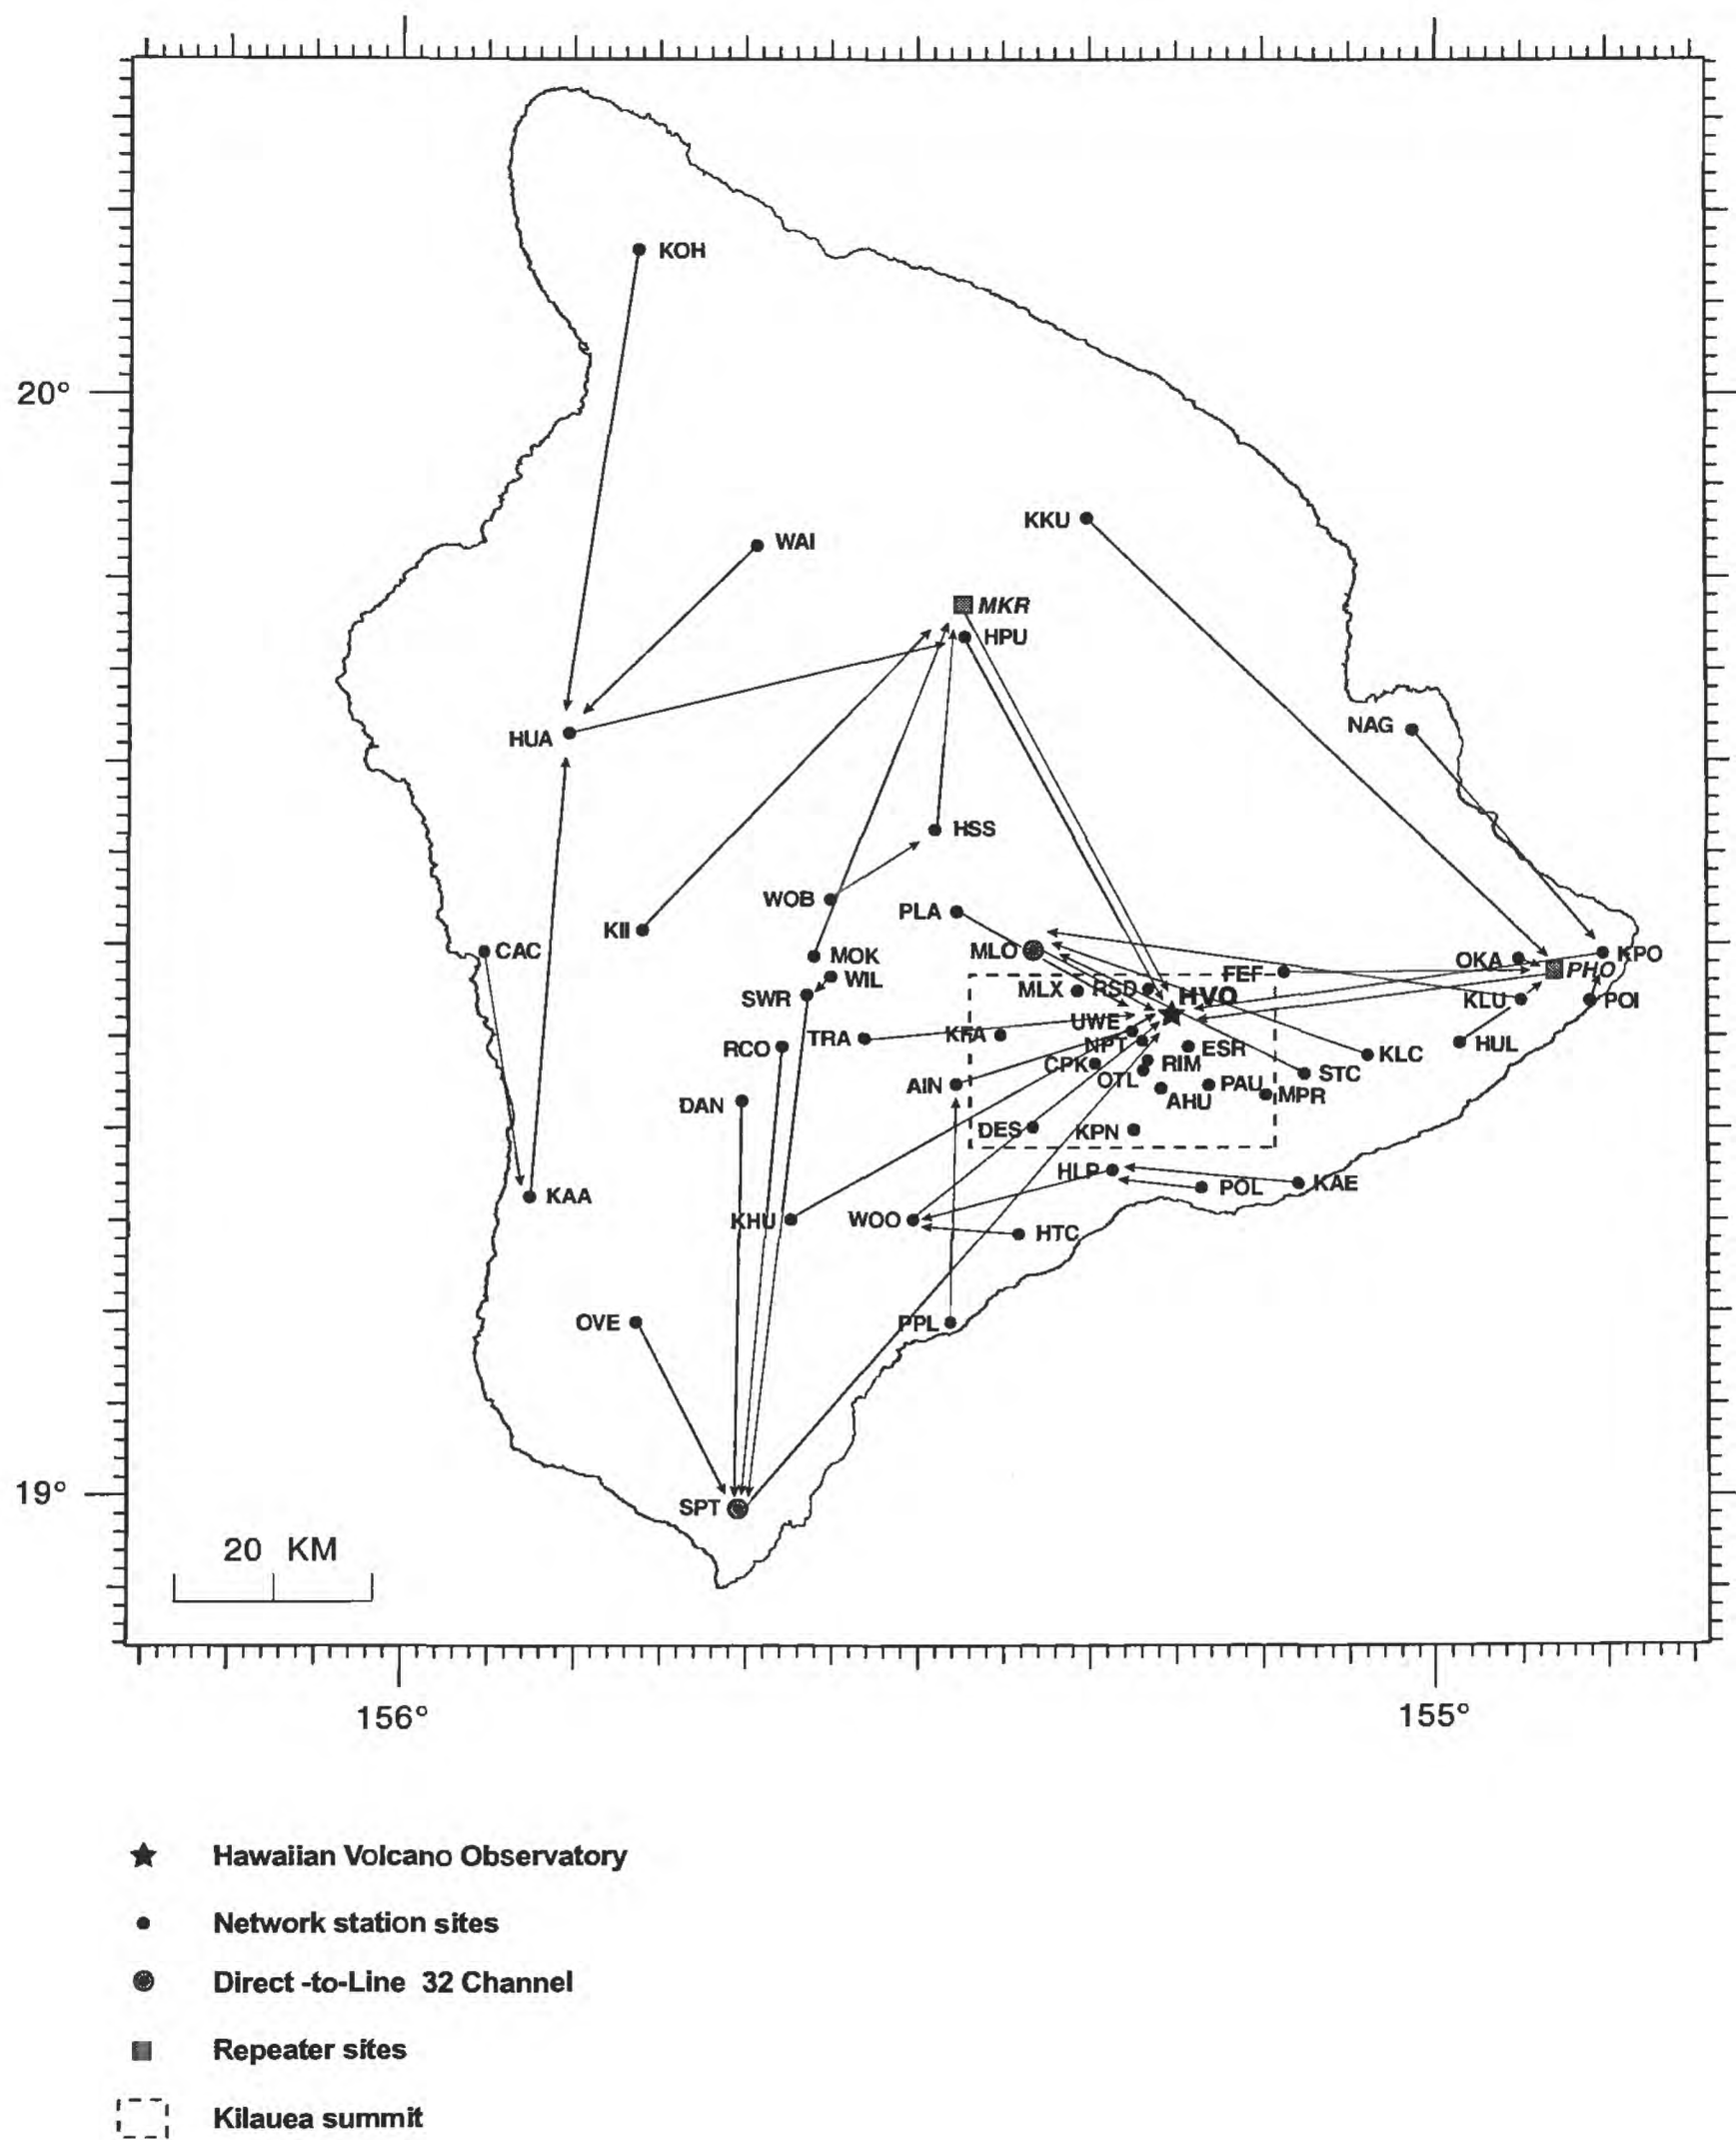 KOH
20°
KKU
WAI
MKR
HPU
NAG
HUA
HSS
WOB
PLA
KII
CAC
MOK
MLO
OKA
KPO
WIL
FEF
PHO
SWR
MLX
RSD
HVO
KLU
POI
UWE
TRA
KFA
NPT
ESR
HUL
RCO
CPK
RIM
KLC
OTL
STC
AIN
PAU
MPR
DAN
AHU
DES
KPN
HLP
KAE
KAA
POL
KHU
WOO
HTC
OVE
PPL
19°
SPT
20 KM
156°
155°
Hawaiian Volcano Observatory
Network station sites
Direct -to-Line 32 Channel
Repeater sites
Kilauea summit